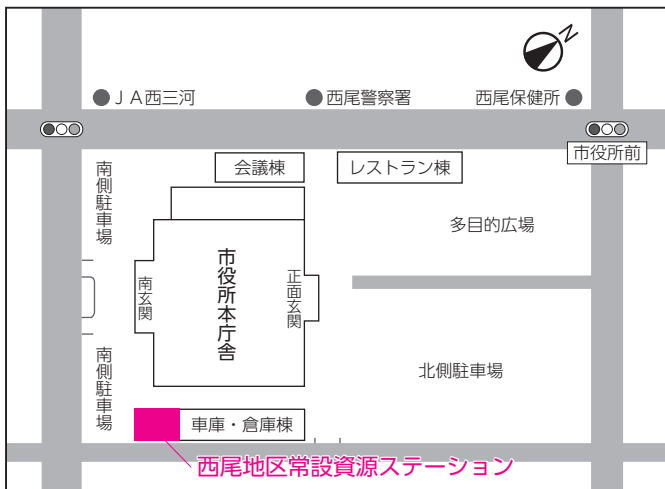 N
JA西三河
西尾警察署
西尾保健所
市役所前
会議棟
レストラン棟
南側駐車場
多目的広場
市役所本庁舎
南玄関
正面玄関
南側駐車場
北側駐車場
車庫・倉庫棟
西尾地区常設資源ステーション